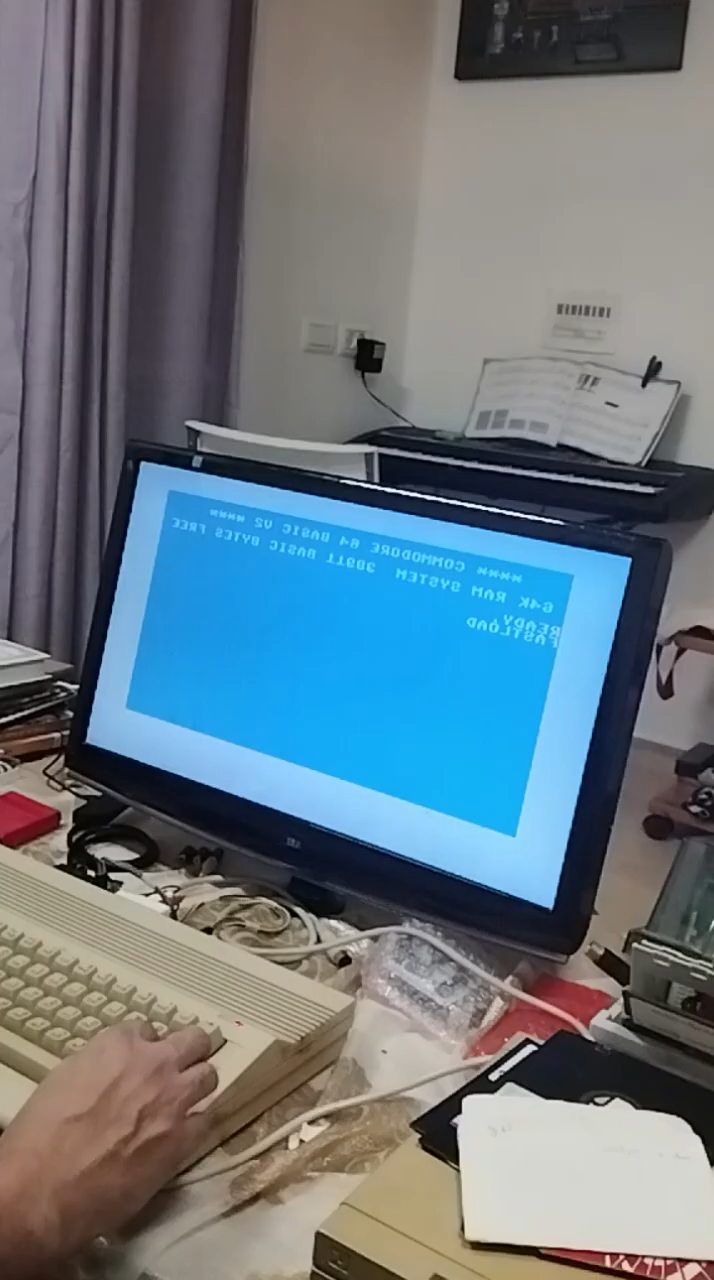 **** COMMODORE 64 BASIC V2 ****
64K RAM SYSTEM  38911 BASIC BYTES FREE
READY.
FASTLOAD